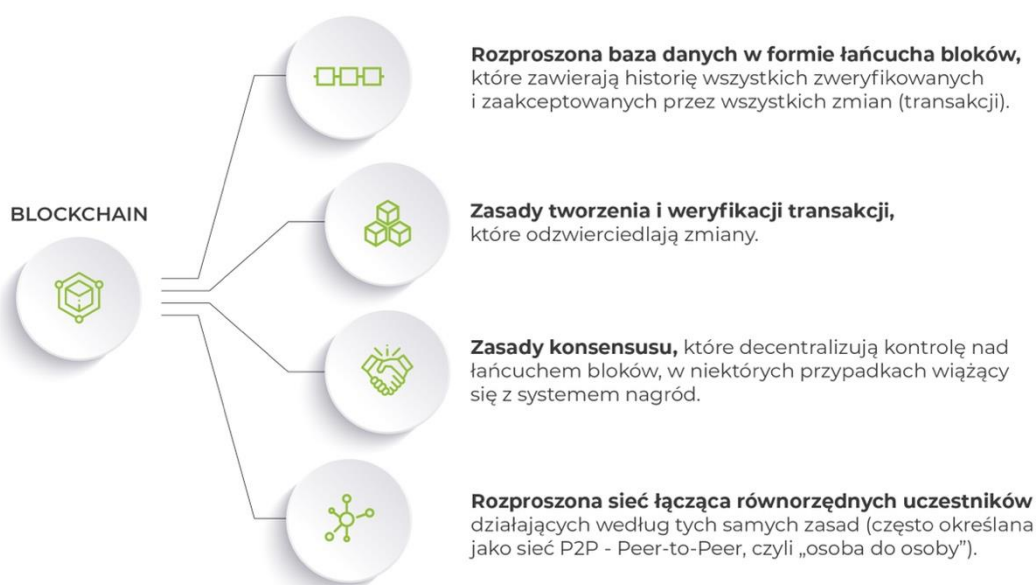 Rozproszona baza danych w formie łańcucha bloków,
które zawierają historię wszystkich zweryfikowanych
i zaakceptowanych przez wszystkich zmian (transakcji).
BLOCKCHAIN
Zasady tworzenia i weryfikacji transakcji,
które odzwierciedlają zmiany.
Zasady konsensusu, które decentralizują kontrolę nad
łańcuchem bloków, w niektórych przypadkach wiążący
się z systemem nagród.
Rozproszona sieć łącząca równorzędnych uczestników
działających według tych samych zasad (często określana
jako sieć P2P - Peer-to-Peer, czyli „osoba do osoby”).